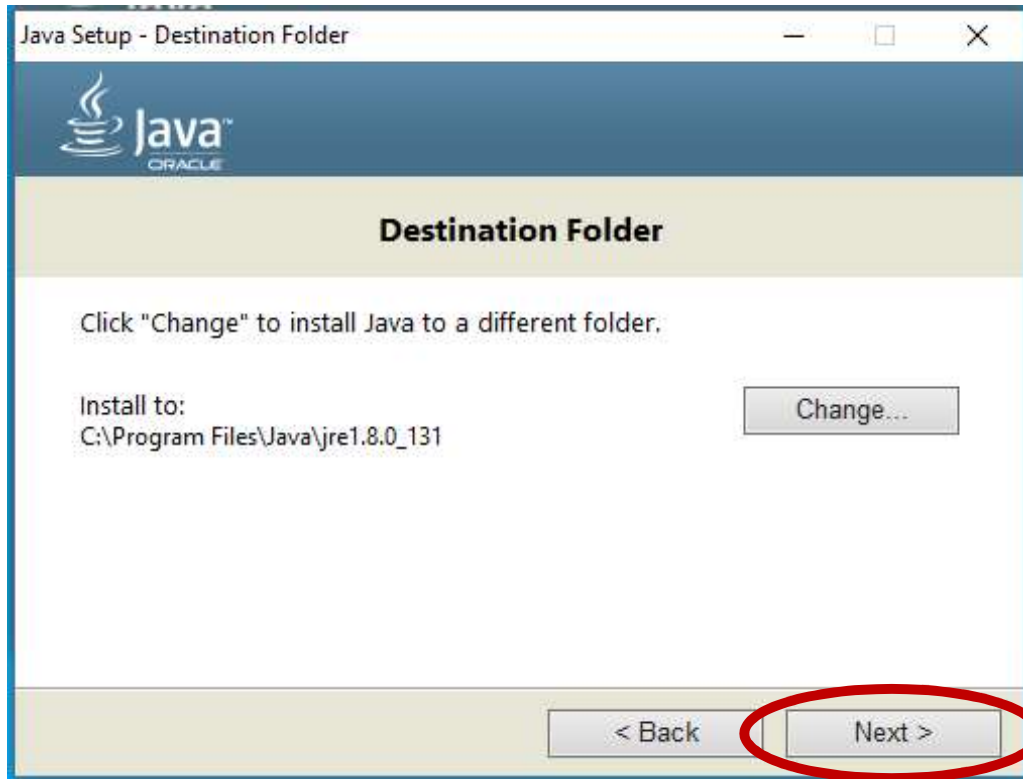 Java Setup - Destination Folder
Java™
ORACLE
Destination Folder
Click "Change" to install Java to a different folder.
Install to:
Change...
C:\Program Files\Java\jre1.8.0_131
< Back
Next >